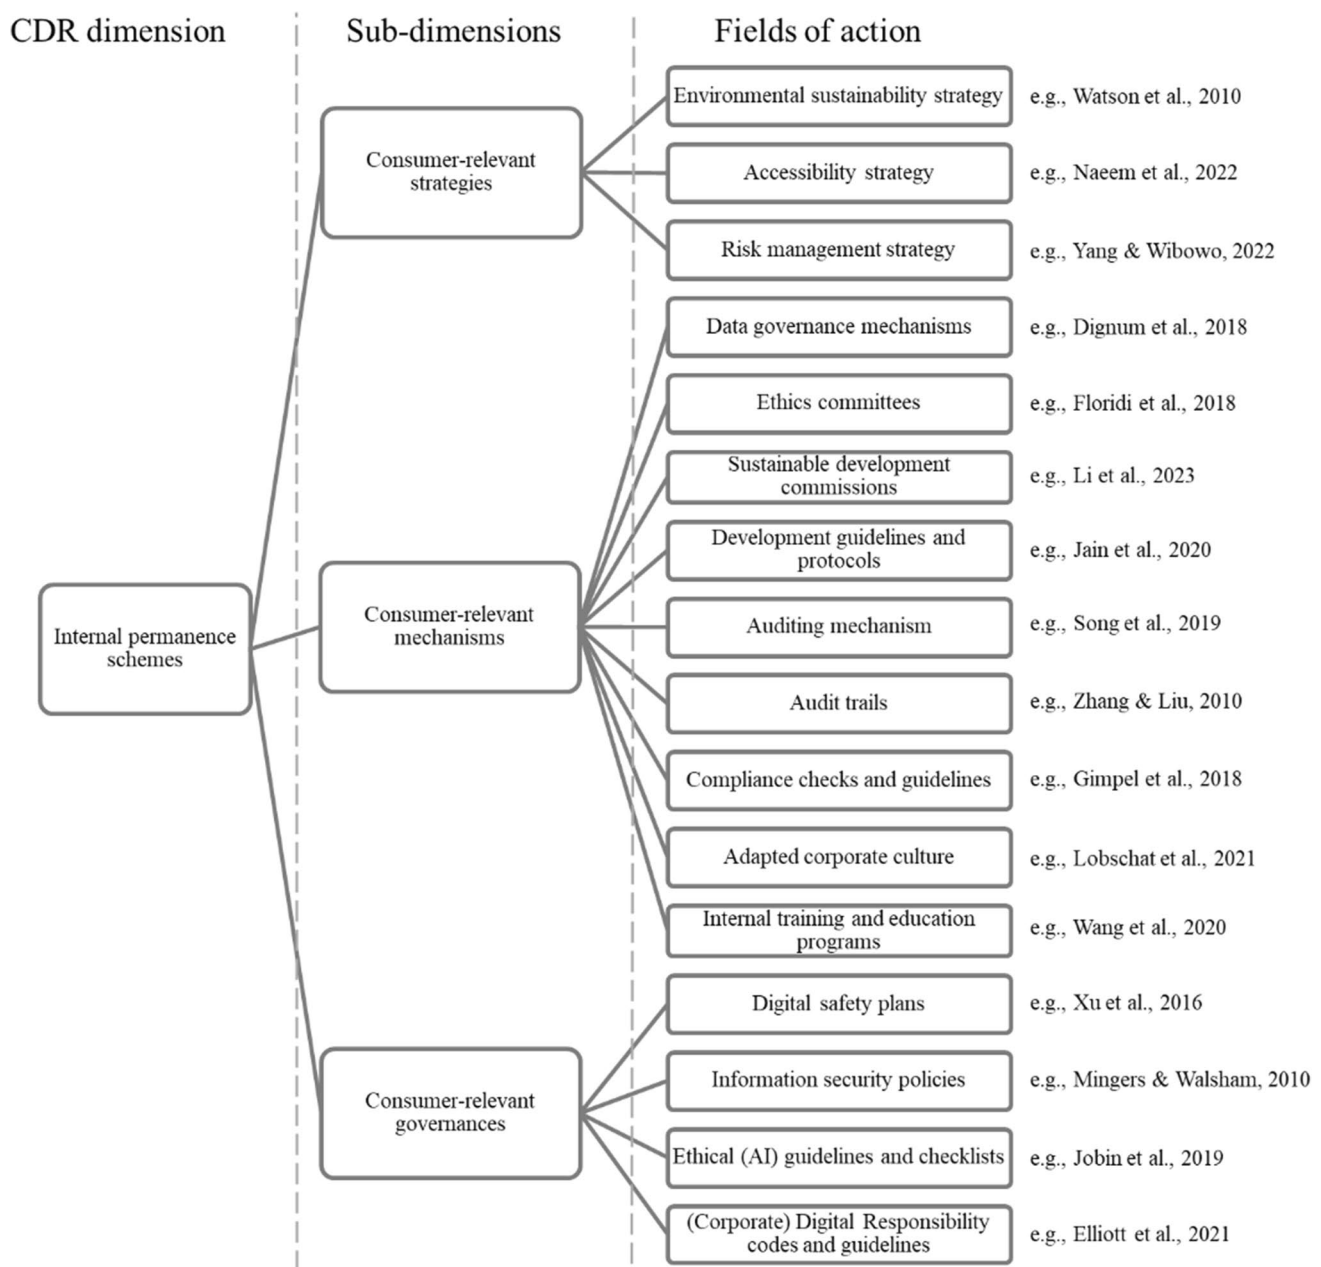 CDR dimension
Sub-dimensions
Fields of action
Internal permanence
schemes
Consumer-relevant
strategies
Environmental sustainability strategy
e.g., Watson et al., 2010
Accessibility strategy
e.g., Naeem et al., 2022
Risk management strategy
e.g., Yang & Wibowo, 2022
Consumer-relevant
mechanisms
Data governance mechanisms
e.g., Dignum et al., 2018
Ethics committees
e.g., Floridi et al., 2018
Sustainable development
commissions
e.g., Li et al., 2023
Development guidelines and
protocols
e.g., Jain et al., 2020
Auditing mechanism
e.g., Song et al., 2019
Audit trails
e.g., Zhang & Liu, 2010
Compliance checks and guidelines
e.g., Gimpel et al., 2018
Adapted corporate culture
e.g., Lobschat et al., 2021
Internal training and education
programs
e.g., Wang et al., 2020
Consumer-relevant
governances
Digital safety plans
e.g., Xu et al., 2016
Information security policies
e.g., Mingers & Walsham, 2010
Ethical (AI) guidelines and checklists
e.g., Jobin et al., 2019
(Corporate) Digital Responsibility
codes and guidelines
e.g., Elliott et al., 2021